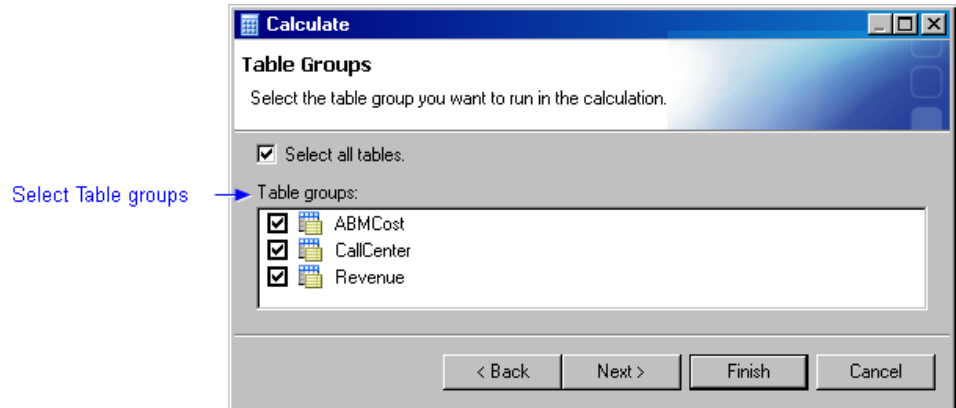 Calculate
Table Groups
Select the table group you want to run in the calculation.
Select all tables.
Select Table groups
Table groups:
ABMCost
CallCenter
Revenue
< Back
Next >
Finish
Cancel